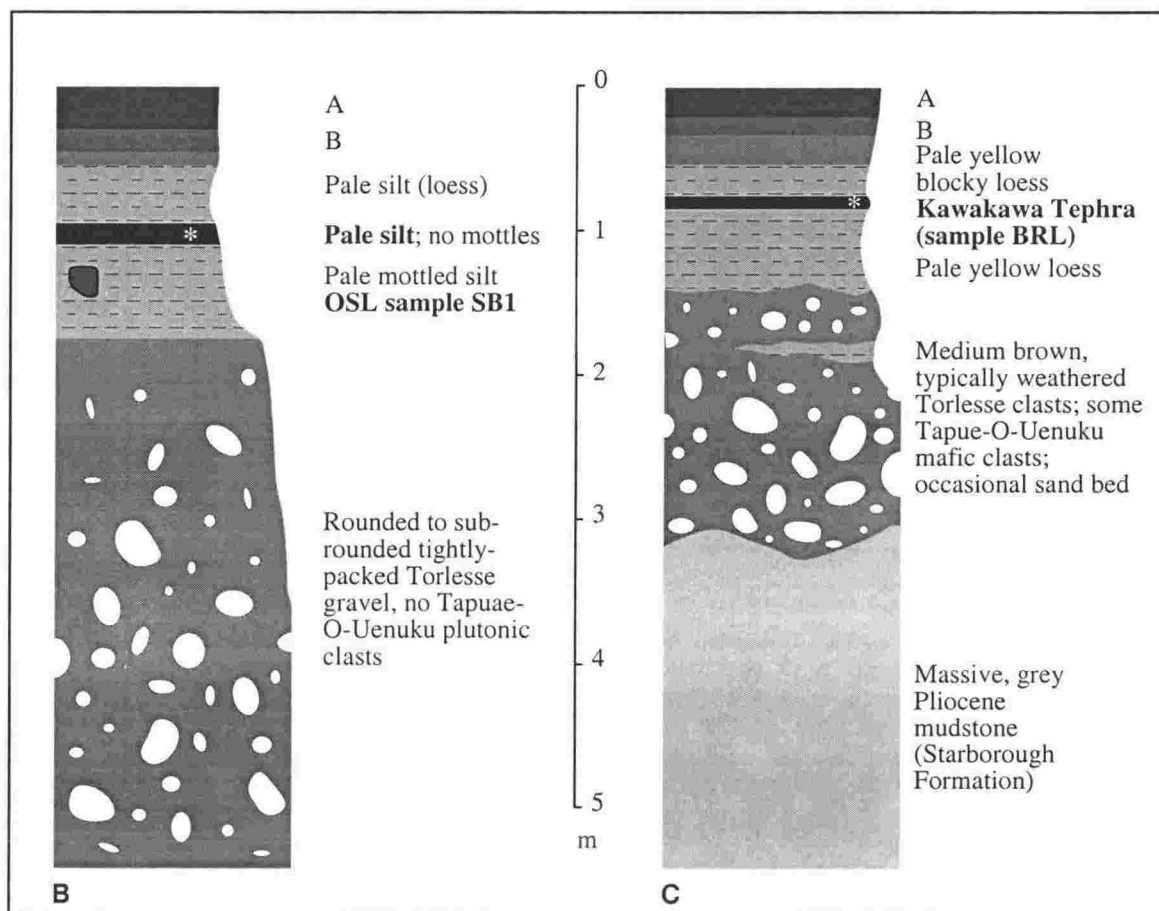 A
B
Pale silt (loess)
*
Pale silt; no mottles
Pale mottled silt
OSL sample SB1
Rounded to sub-
rounded tightly-
packed Torlesse
gravel, no Tapuae-
O-Uenuku plutonic
clasts
B
0
1
2
3
4
5
m
A
B
Pale yellow
blocky loess
*
Kawakawa Tephra
(sample BRL)
Pale yellow loess
Medium brown,
typically weathered
Torlesse clasts; some
Tapue-O-Uenuku
mafic clasts;
occasional sand bed
Massive, grey
Pliocene
mudstone
(Starborough
Formation)
C